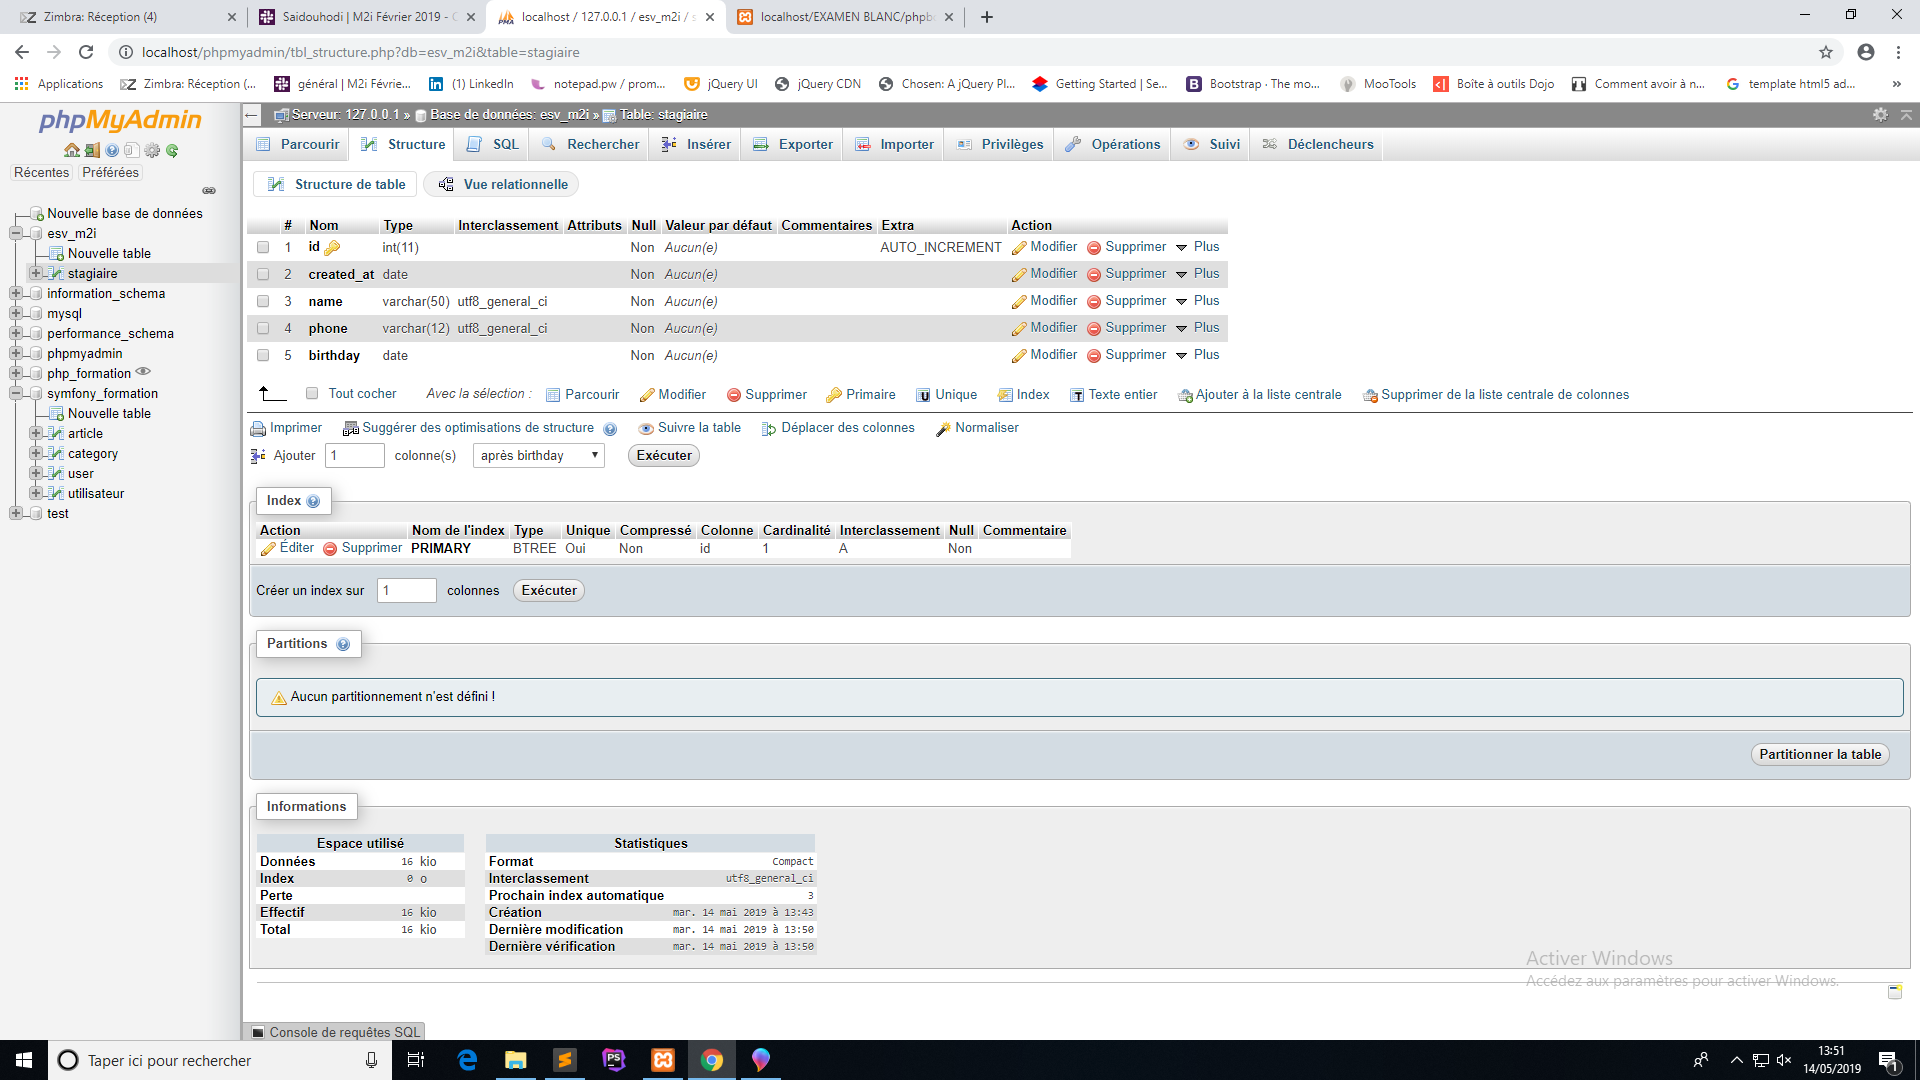 Zimbra: Réception (4)
Saidouhodi | M2i Février 2019 - 
localhost / 127.0.0.1 / esv_m2i / s
localhost/EXAMEN BLANC/phpb
localhost/phpmyadmin/tbl_structure.php?db=esv_m2i&table=stagiaire
Applications
Zimbra: Réception (...
général | M2i Févrie...
(1) LinkedIn
notepad.pw / prom...
jQuery UI
jQuery CDN
Chosen: A jQuery Pl...
Getting Started | Se...
Bootstrap · The mo...
MooTools
Boîte à outils Dojo
Comment avoir à n...
template html5 ad...
»
phpMyAdmin
Récentes Préférées
Nouvelle base de données
esv_m2i
Nouvelle table
stagiaire
information_schema
mysql
performance_schema
phpmyadmin
php_formation
symfony_formation
Nouvelle table
article
category
user
utilisateur
test
Serveur: 127.0.0.1 » Base de données: esv_m2i » Table: stagiaire
Parcourir Structure SQL Rechercher Insérer Exporter Importer Privilèges Opérations Suivi Déclencheurs
Structure de table Vue relationnelle
# Nom Type Interclassement Attributs Null Valeur par défaut Commentaires Extra Action
1 id int(11) Non Aucun(e) AUTO_INCREMENT Modifier Supprimer Plus
2 created_at date Non Aucun(e) Modifier Supprimer Plus
3 name varchar(50) utf8_general_ci Non Aucun(e) Modifier Supprimer Plus
4 phone varchar(12) utf8_general_ci Non Aucun(e) Modifier Supprimer Plus
5 birthday date Non Aucun(e) Modifier Supprimer Plus
Tout cocher Avec la sélection : Parcourir Modifier Supprimer Primaire Unique Index Texte entier Ajouter à la liste centrale Supprimer de la liste centrale de colonnes
Imprimer Suggérer des optimisations de structure Suivre la table Déplacer des colonnes Normaliser
Ajouter 1 colonne(s) après birthday Exécuter
Index
Action Nom de l'index Type Unique Compressé Colonne Cardinalité Interclassement Null Commentaire
Éditer Supprimer PRIMARY BTREE Oui Non id 1 A Non
Créer un index sur 1 colonnes Exécuter
Partitions
Aucun partitionnement n'est défini !
Partitionner la table
Informations
Espace utilisé
Données 16 kio
Index 0 o
Perte
Effectif 16 kio
Total 16 kio
Statistiques
Format Compact
Interclassement utf8_general_ci
Prochain index automatique 3
Création mar. 14 mai 2019 à 13:43
Dernière modification mar. 14 mai 2019 à 13:50
Dernière vérification mar. 14 mai 2019 à 13:50
Activer Windows
Accédez aux paramètres pour activer Windows.
Console de requêtes SQL
Taper ici pour rechercher
13:51
14/05/2019
1